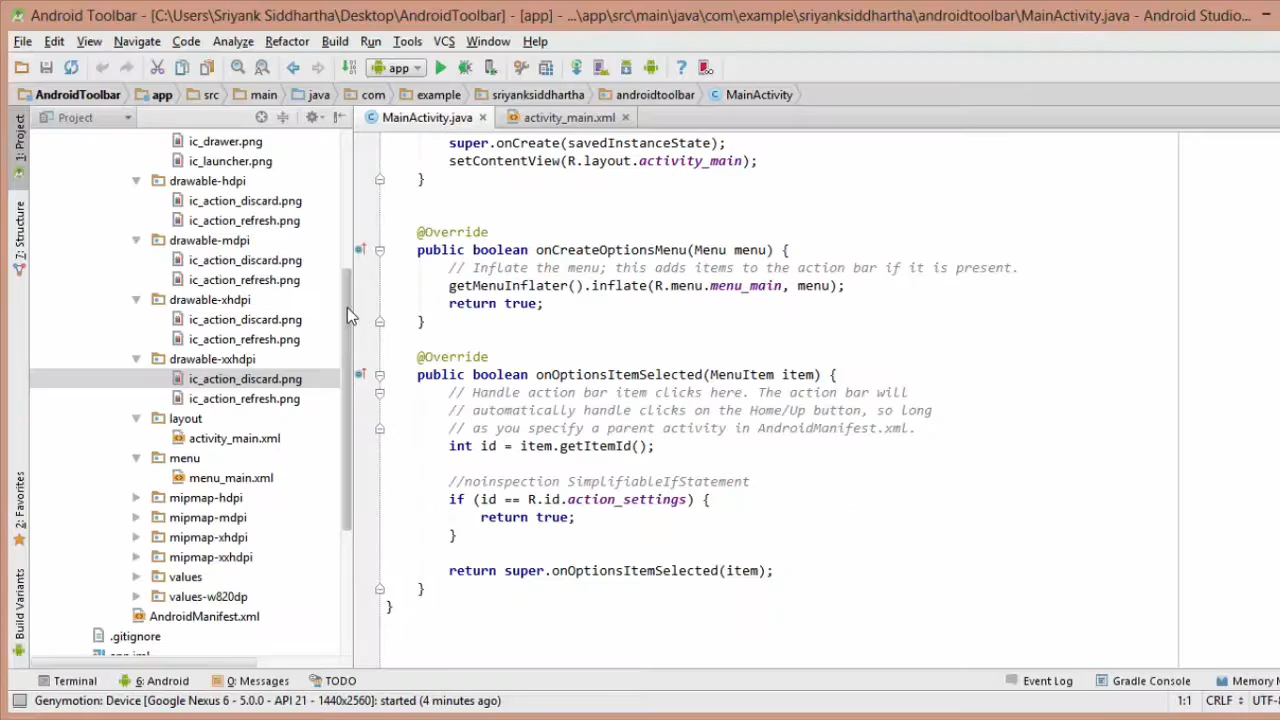 Android Toolbar - [C:\Users\Sriyank Siddhartha\Desktop\AndroidToolbar] - [app] - ...\app\src\main\java\com\example\sriyanksiddhartha\androidtoolbar\MainActivity.java - Android Studio...
File Edit View Navigate Code Analyze Refactor Build Run Tools VCS Window Help
app
AndroidToolbar app src main java com example sriyanksiddhartha androidtoolbar MainActivity
1: Project
7: Structure
2: Favorites
Build Variants
Project
ic_drawer.png
ic_launcher.png
drawable-hdpi
ic_action_discard.png
ic_action_refresh.png
drawable-mdpi
ic_action_discard.png
ic_action_refresh.png
drawable-xhdpi
ic_action_discard.png
ic_action_refresh.png
drawable-xxhdpi
ic_action_discard.png
ic_action_refresh.png
layout
activity_main.xml
menu
menu_main.xml
mipmap-hdpi
mipmap-mdpi
mipmap-xhdpi
mipmap-xxhdpi
values
values-w820dp
AndroidManifest.xml
.gitignore
MainActivity.java activity_main.xml
super.onCreate(savedInstanceState);
setContentView(R.layout.activity_main);
}
@Override
public boolean onCreateOptionsMenu(Menu menu) {
// Inflate the menu; this adds items to the action bar if it is present.
getMenuInflater().inflate(R.menu.menu_main, menu);
return true;
}
@Override
public boolean onOptionsItemSelected(MenuItem item) {
// Handle action bar item clicks here. The action bar will
// automatically handle clicks on the Home/Up button, so long
// as you specify a parent activity in AndroidManifest.xml.
int id = item.getItemId();
//noinspection SimplifiableIfStatement
if (id == R.id.action_settings) {
return true;
}
return super.onOptionsItemSelected(item);
}
}
Terminal 6: Android 0: Messages TODO Event Log Gradle Console Memory M
Genymotion: Device [Google Nexus 6 - 5.0.0 - API 21 - 1440x2560]: started (4 minutes ago) 1:1 CRLF UTF-8